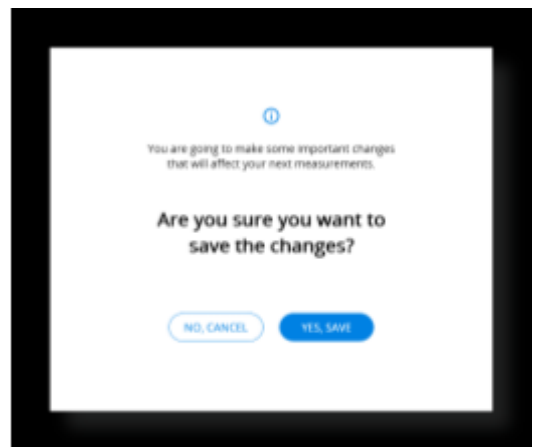 You are going to make some important changes
that will affect your next measurements.
Are you sure you want to
save the changes?
NO, CANCEL
YES, SAVE